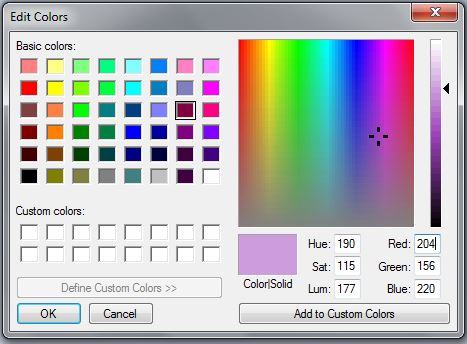 Edit Colors
Basic colors:
Custom colors:
Define Custom Colors >>
OK
Cancel
Color|Solid
Hue: 190
Sat: 115
Lum: 177
Red: 204
Green: 156
Blue: 220
Add to Custom Colors